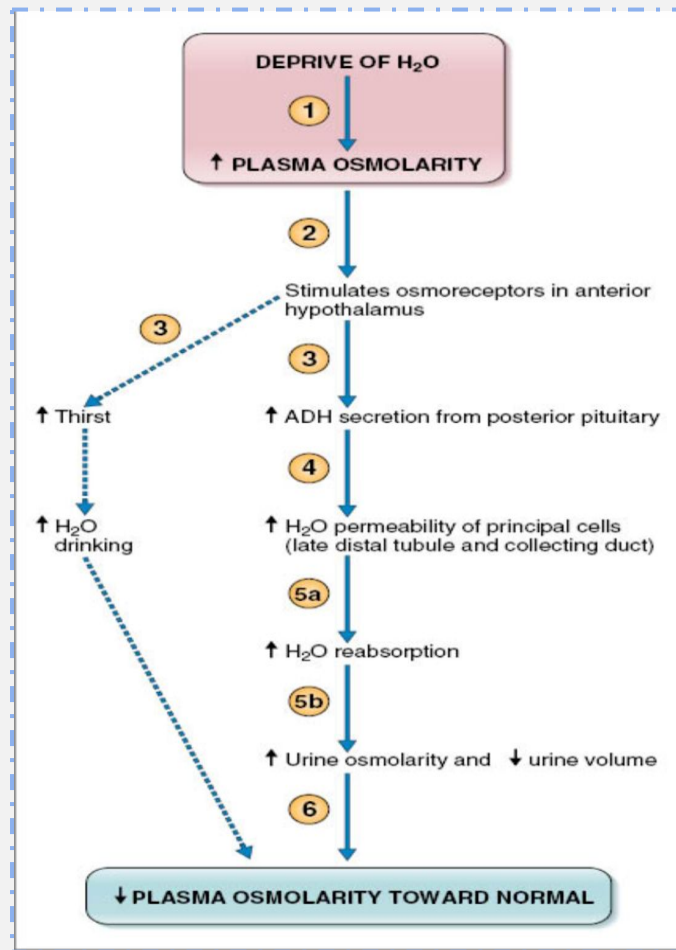 DEPRIVE OF H₂O
1
↑ PLASMA OSMOLARITY
2
Stimulates osmoreceptors in anterior
hypothalamus
3
3
↑ Thirst
↑ ADH secretion from posterior pituitary
4
↑ H₂O
drinking
↑ H₂O permeability of principal cells
(late distal tubule and collecting duct)
5a
↑ H₂O reabsorption
5b
↑ Urine osmolarity and ↓ urine volume
6
↓ PLASMA OSMOLARITY TOWARD NORMAL